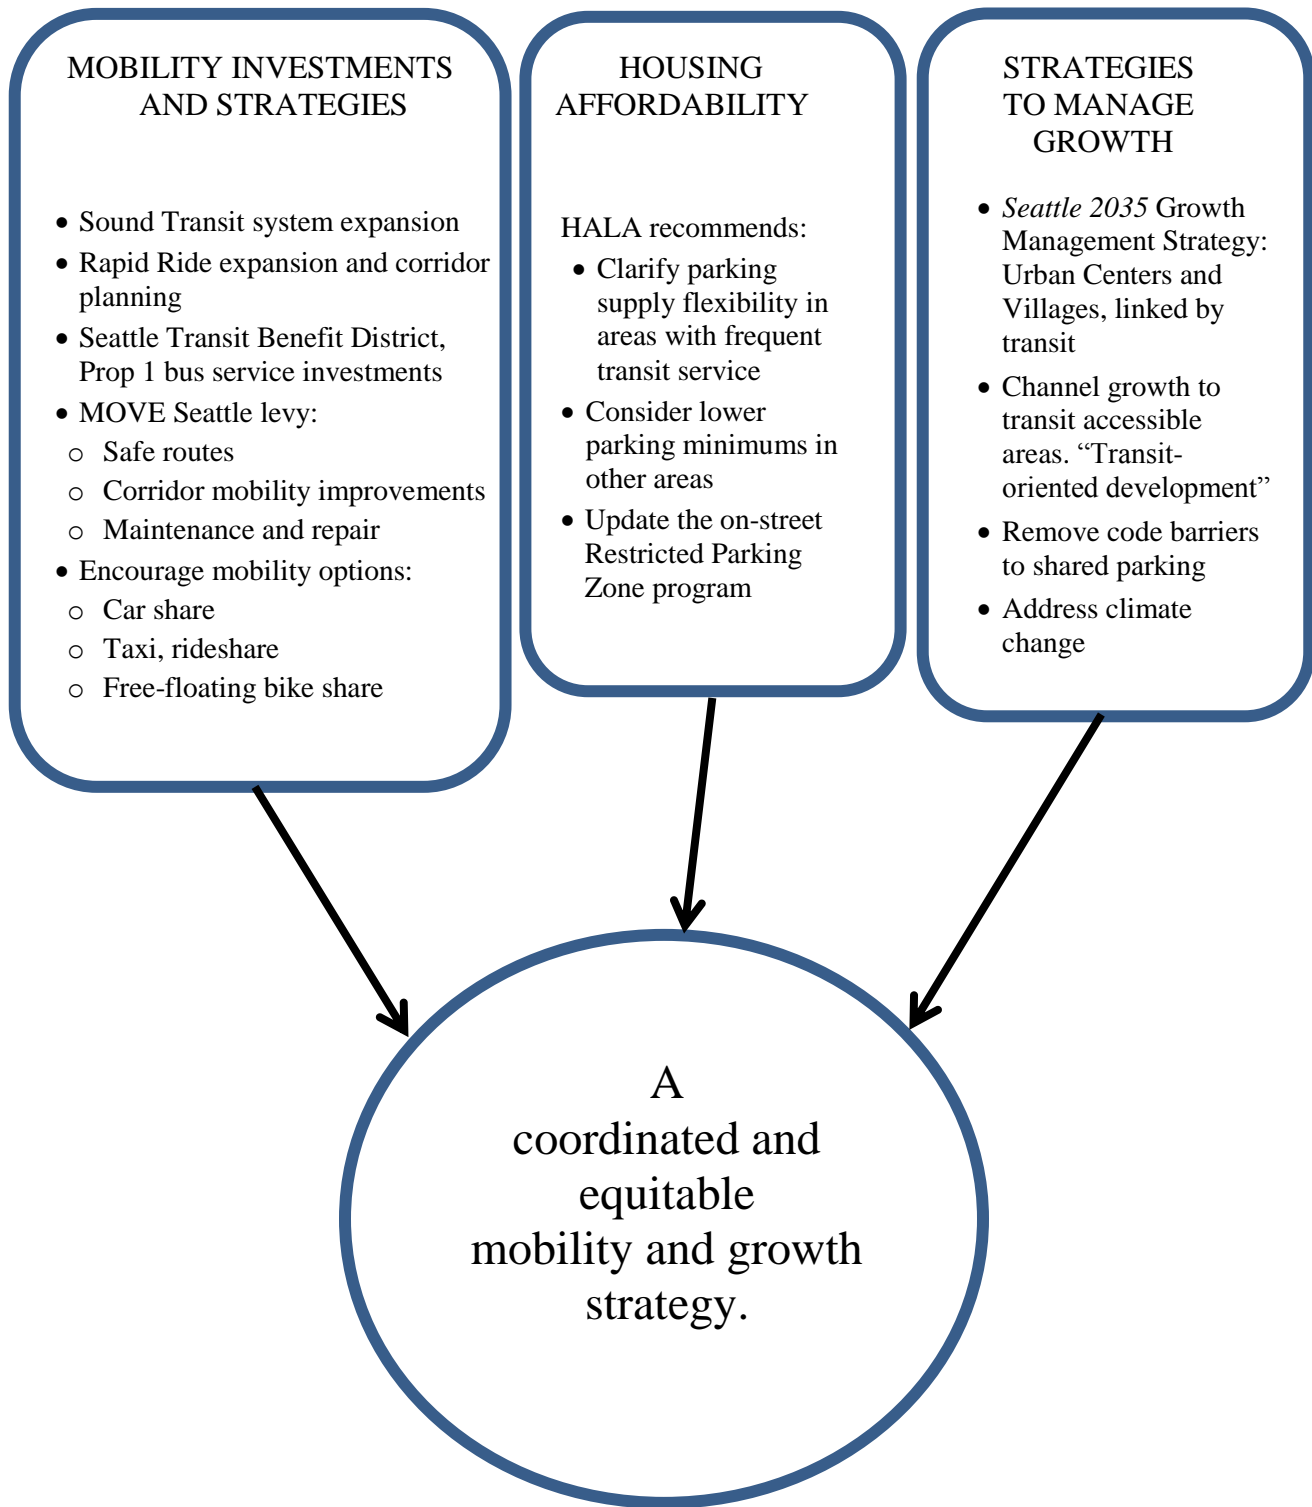 MOBILITY INVESTMENTS
AND STRATEGIES
• Sound Transit system expansion
• Rapid Ride expansion and corridor
planning
• Seattle Transit Benefit District,
Prop 1 bus service investments
• MOVE Seattle levy:
o Safe routes
o Corridor mobility improvements
o Maintenance and repair
• Encourage mobility options:
o Car share
o Taxi, rideshare
o Free-floating bike share
HOUSING
AFFORDABILITY
HALA recommends:
• Clarify parking
supply flexibility in
areas with frequent
transit service
• Consider lower
parking minimums in
other areas
• Update the on-street
Restricted Parking
Zone program
STRATEGIES
TO MANAGE
GROWTH
• Seattle 2035 Growth
Management Strategy:
Urban Centers and
Villages, linked by
transit
• Channel growth to
transit accessible
areas. “Transit-
oriented development”
• Remove code barriers
to shared parking
• Address climate
change
A
coordinated and
equitable
mobility and growth
strategy.